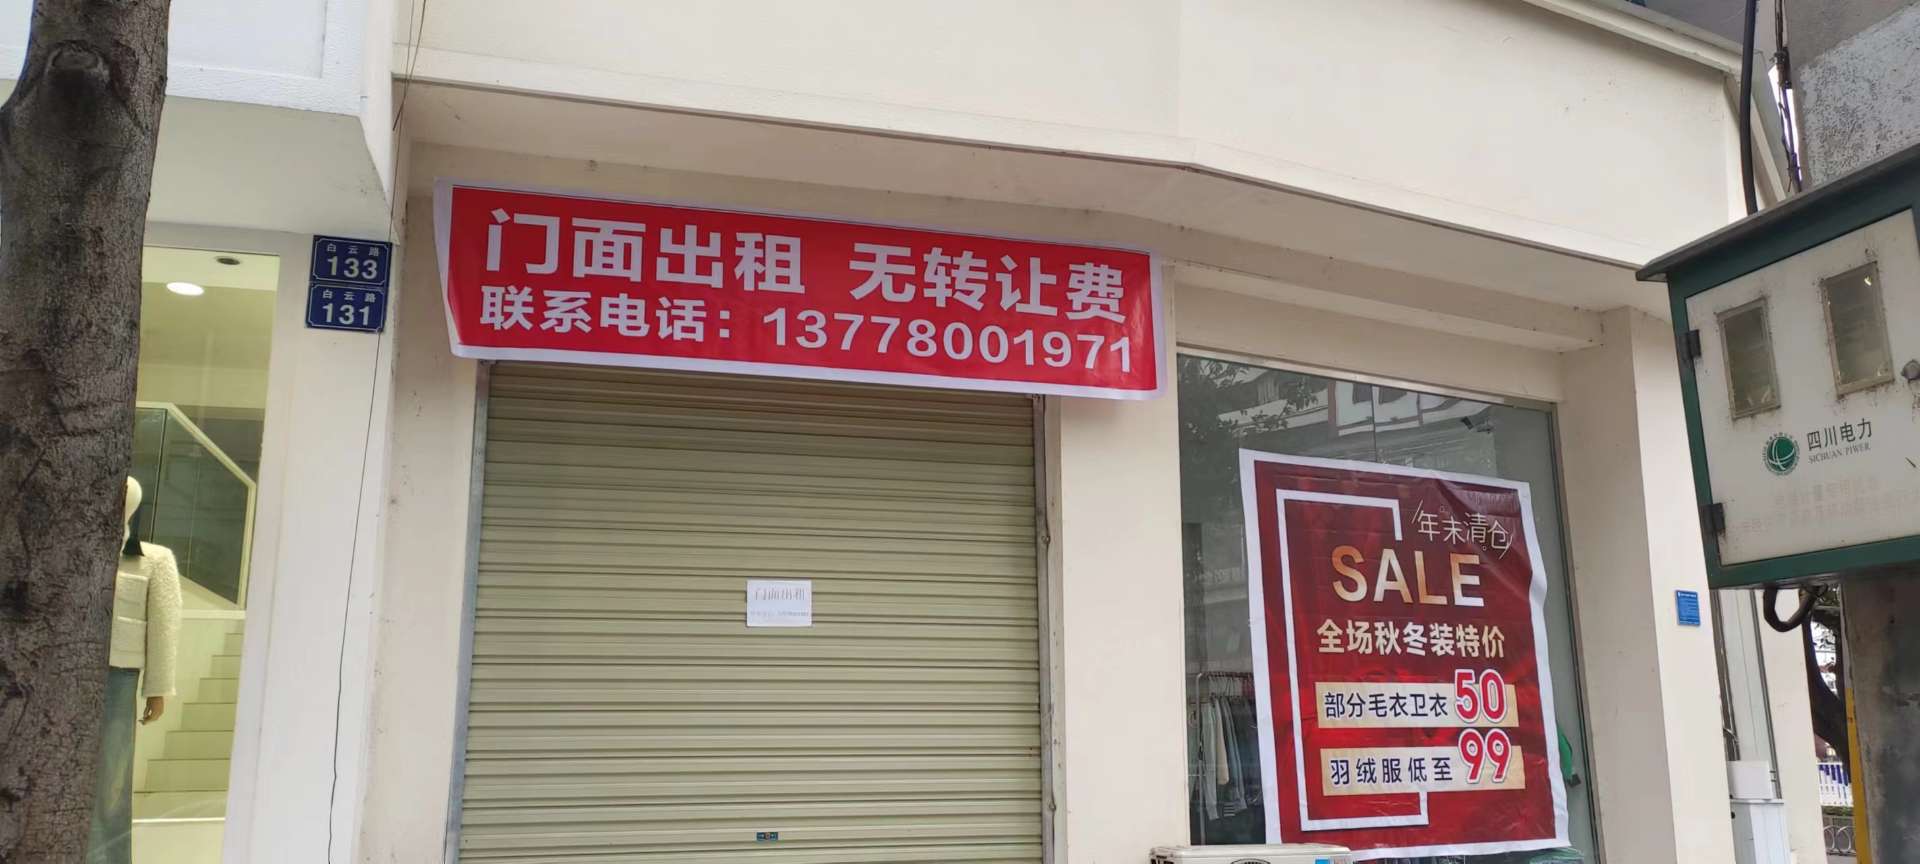 白云路
133
白云路
131
门面出租 无转让费
联系电话：13778001971
门面出租
年末清仓
SALE
全场秋冬装特价
部分毛衣卫衣50
羽绒服低至99
四川电力
SICHUAN PIWER